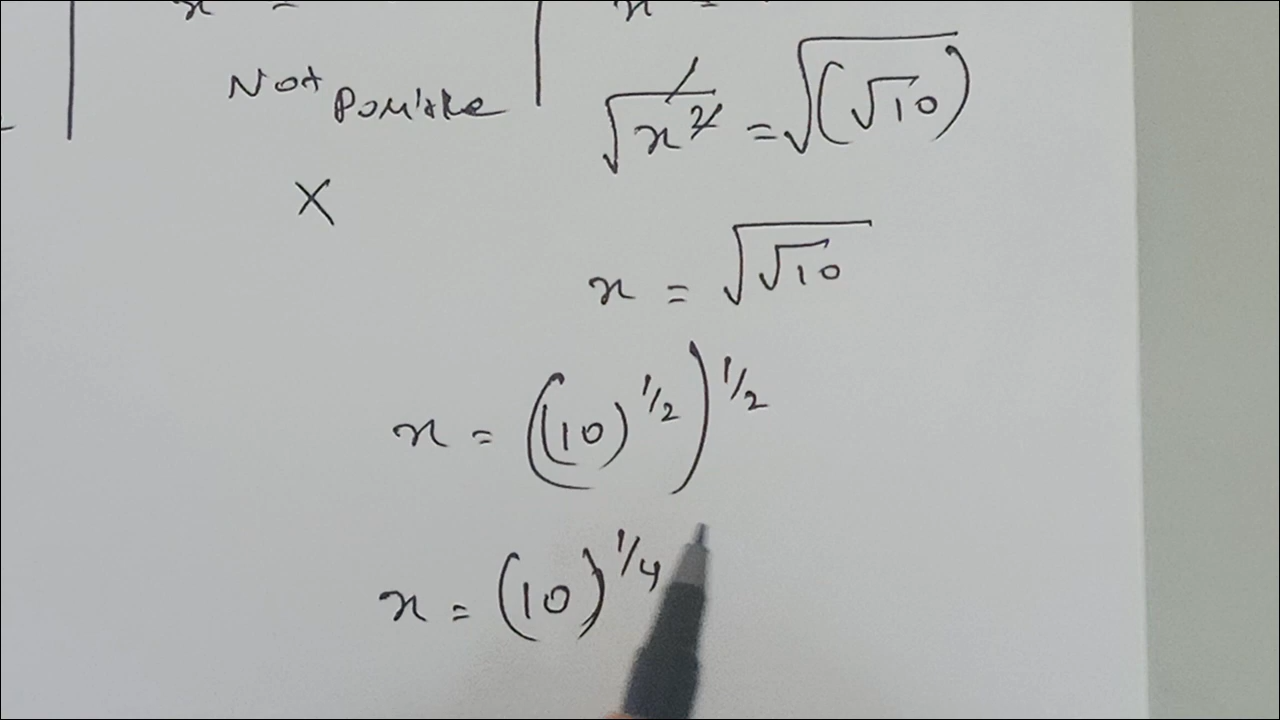 Not Possible
X
√x² = √(√10)
x = √√10
x = ((10)^1/2)^1/2
x = (10)^1/4